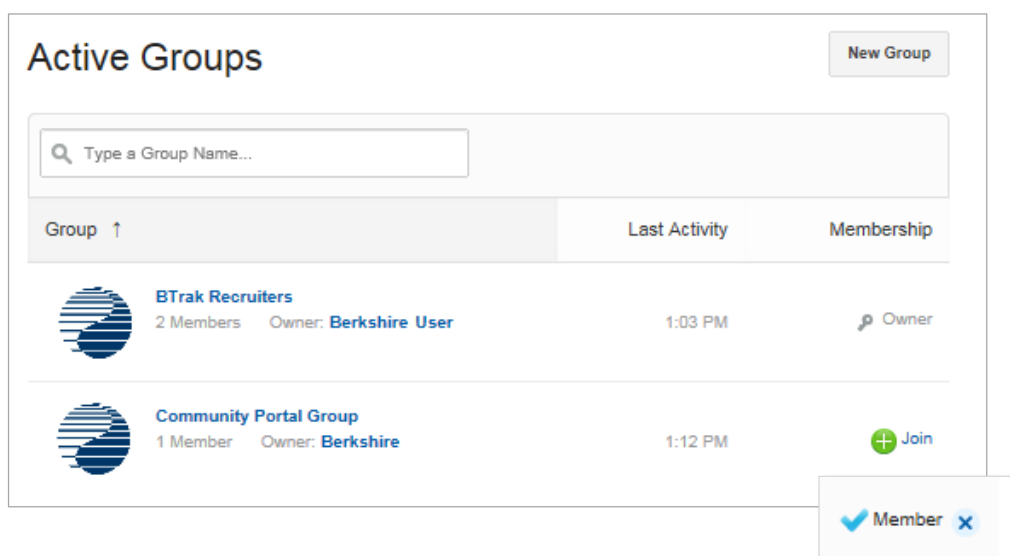 Active Groups
New Group
Type a Group Name...
Group ↑ Last Activity Membership
BTrak Recruiters
2 Members Owner: Berkshire User 1:03 PM Owner
Community Portal Group
1 Member Owner: Berkshire 1:12 PM Join
Member